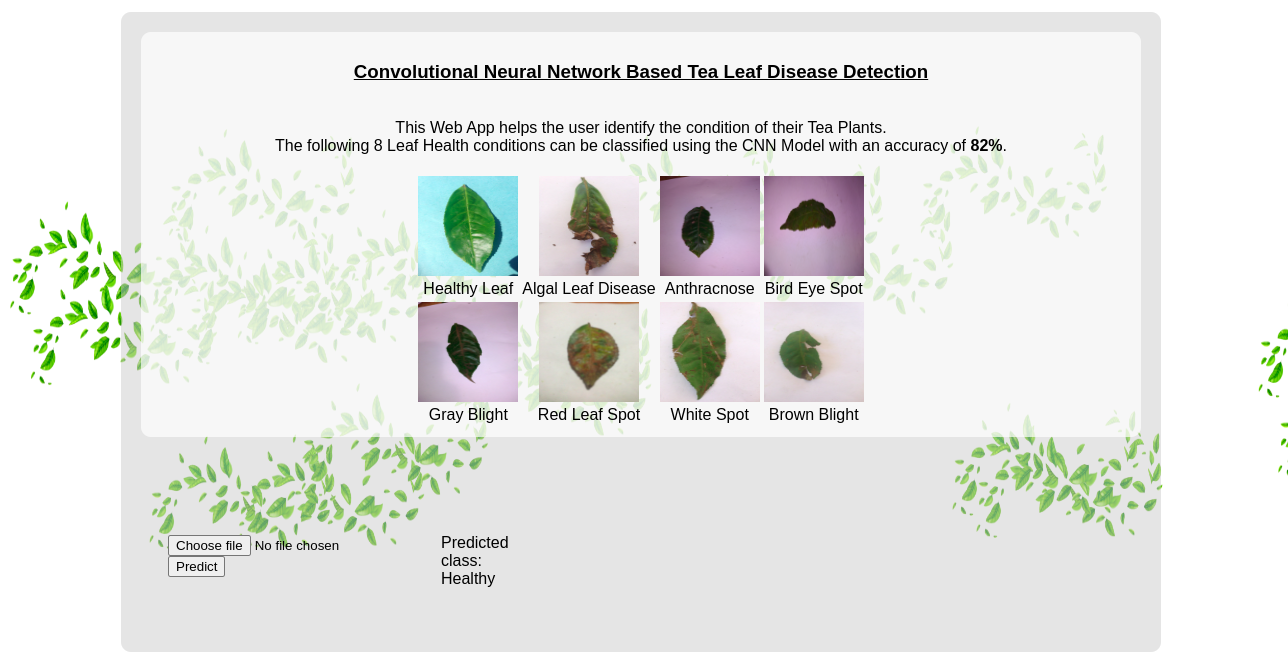 Convolutional Neural Network Based Tea Leaf Disease Detection
This Web App helps the user identify the condition of their Tea Plants.
The following 8 Leaf Health conditions can be classified using the CNN Model with an accuracy of 82%.
Healthy Leaf Algal Leaf Disease Anthracnose Bird Eye Spot
Gray Blight Red Leaf Spot White Spot Brown Blight
Choose file No file chosen
Predict
Predicted
class:
Healthy